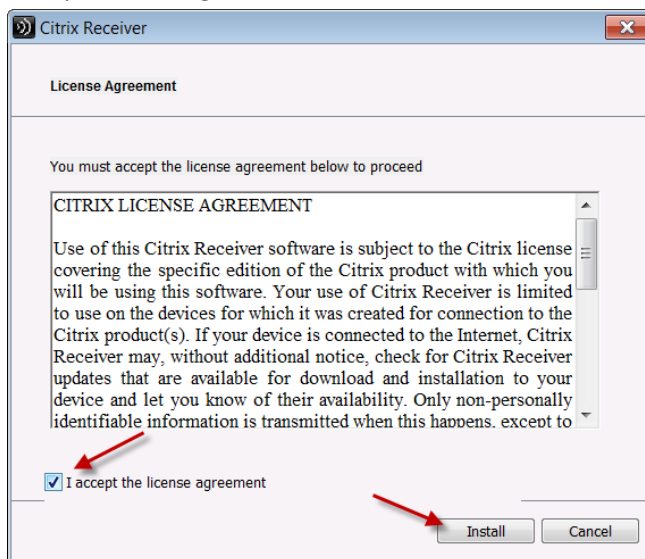 Citrix Receiver
License Agreement
You must accept the license agreement below to proceed
CITRIX LICENSE AGREEMENT
Use of this Citrix Receiver software is subject to the Citrix license
covering the specific edition of the Citrix product with which you
will be using this software. Your use of Citrix Receiver is limited
to use on the devices for which it was created for connection to the
Citrix product(s). If your device is connected to the Internet, Citrix
Receiver may, without additional notice, check for Citrix Receiver
updates that are available for download and installation to your
device and let you know of their availability. Only non-personally
identifiable information is transmitted when this happens, except to
I accept the license agreement
Install
Cancel